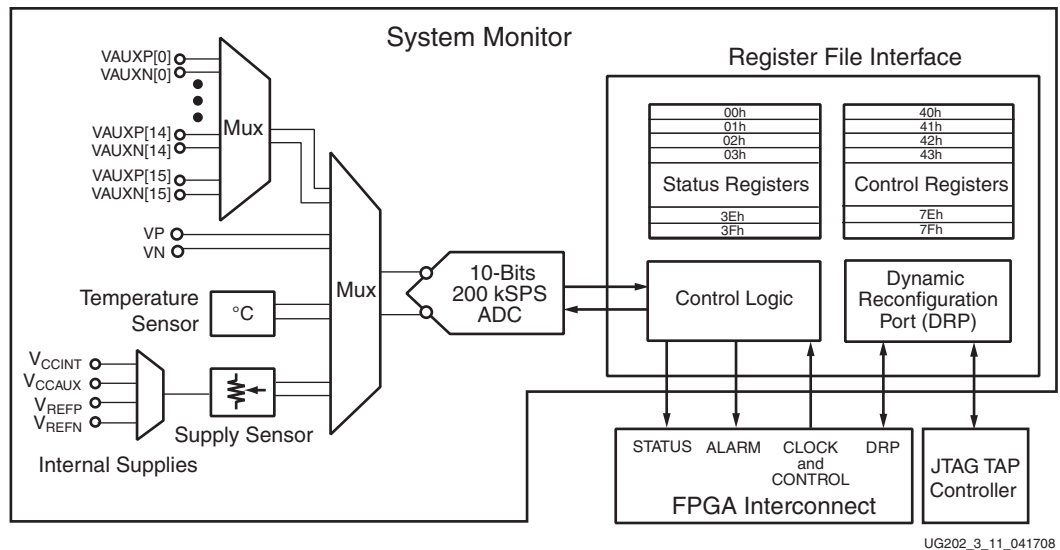 System Monitor
VAUXP[0]
VAUXN[0]
VAUXP[14]
VAUXN[14]
VAUXP[15]
VAUXN[15]
Mux
VP
VN
Temperature
Sensor
°C
VCCINT
VCCAUX
VREFP
VREFN
Internal Supplies
Supply Sensor
Mux
10-Bits
200 kSPS
ADC
Register File Interface
00h
01h
02h
03h
Status Registers
3Eh
3Fh
40h
41h
42h
43h
Control Registers
7Eh
7Fh
Control Logic
Dynamic
Reconfiguration
Port (DRP)
STATUS
ALARM
CLOCK
and
CONTROL
DRP
FPGA Interconnect
JTAG TAP
Controller
UG202_3_11_041708